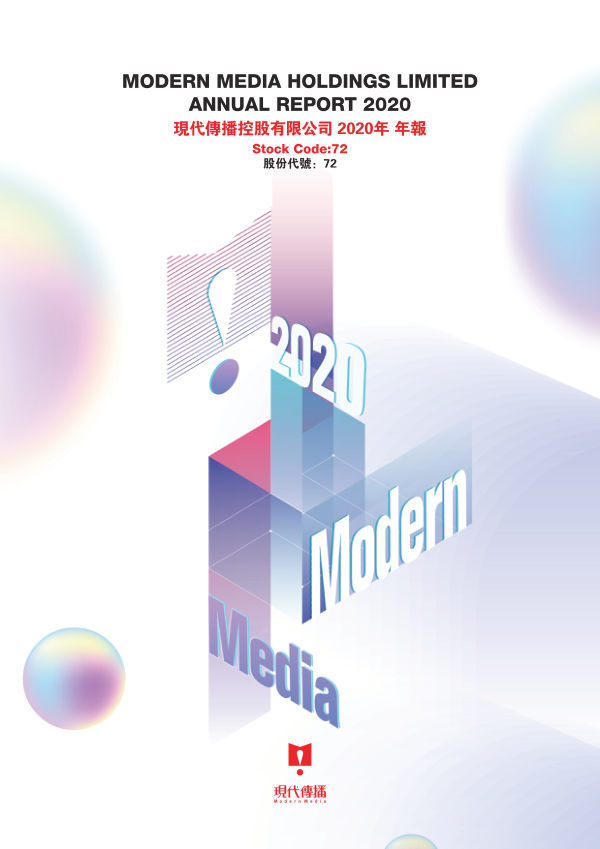 MODERN MEDIA HOLDINGS LIMITED
ANNUAL REPORT 2020
現代傳播控股有限公司 2020年 年報
Stock Code:72
股份代號：72
2020
Modern
Media
現代傳播
ModernMedia